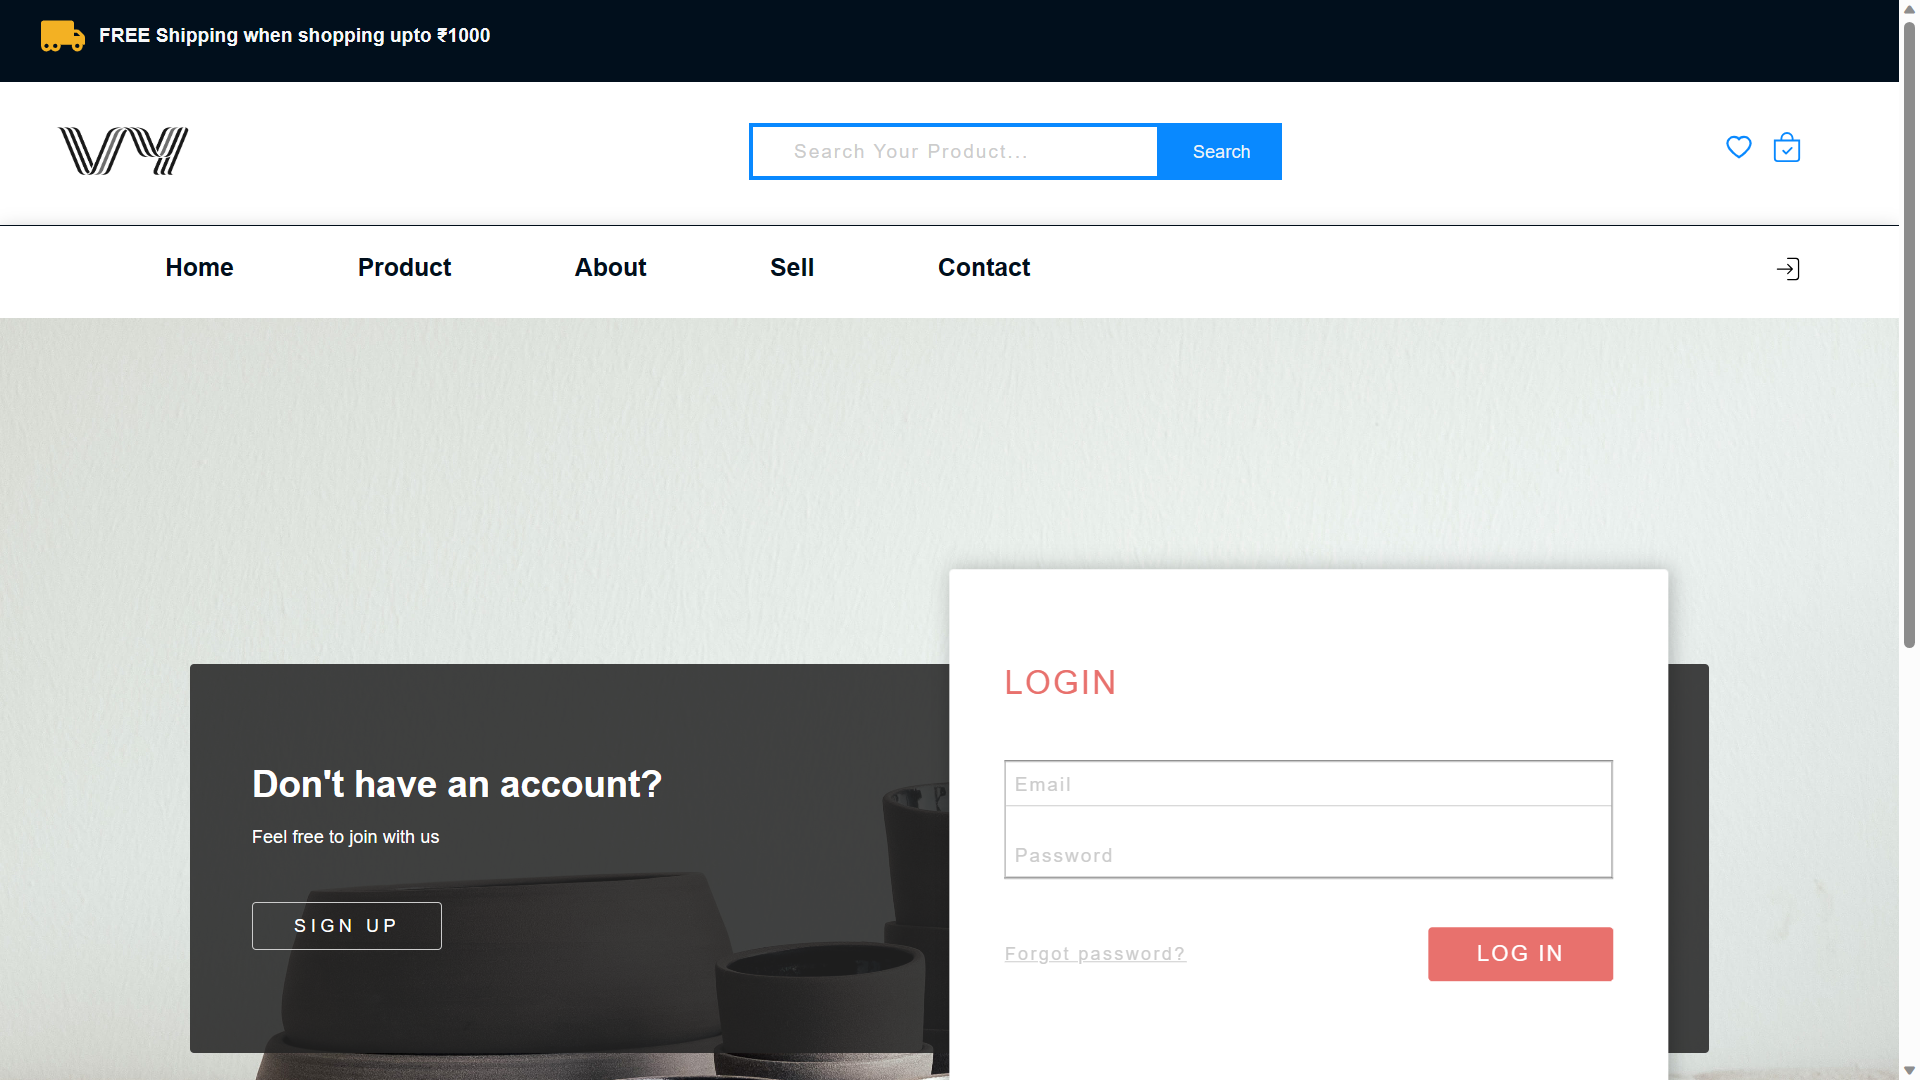 FREE Shipping when shopping upto ₹1000
VY
Search Your Product...
Search
Home
Product
About
Sell
Contact
LOGIN
Don't have an account?
Feel free to join with us
SIGN UP
Email
Password
Forgot password?
LOG IN